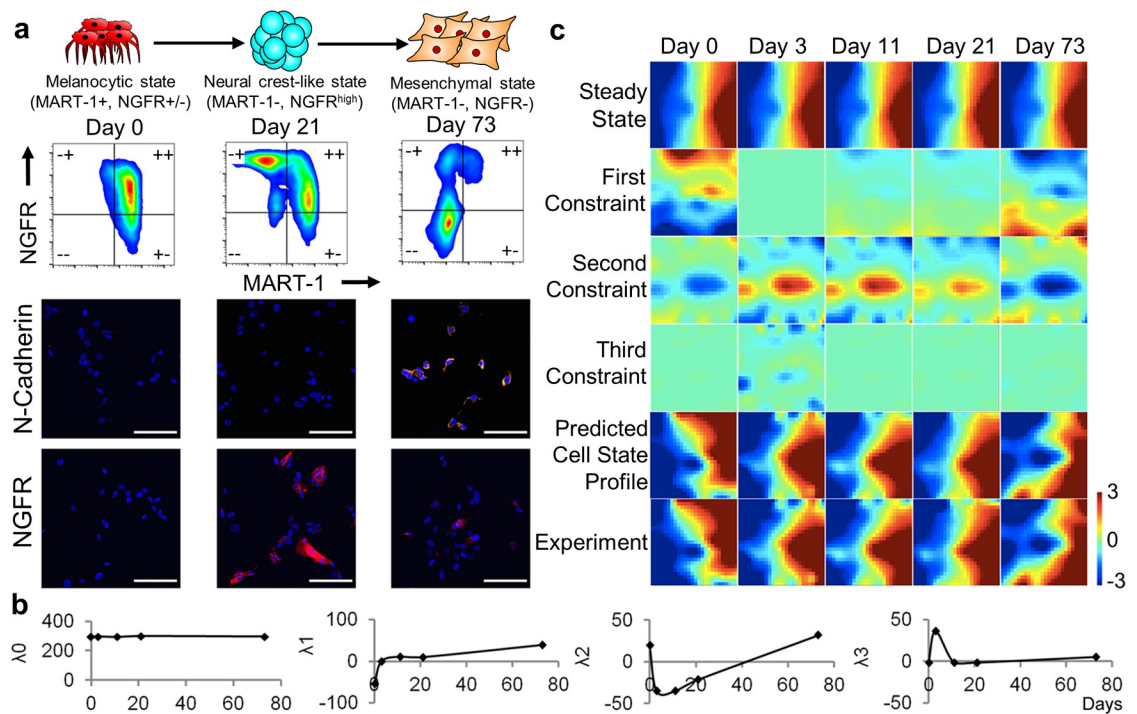 a
Melanocytic state
(MART-1+, NGFR+/-)
Neural crest-like state
(MART-1-, NGFRhigh)
Mesenchymal state
(MART-1-, NGFR-)
Day 0
Day 21
Day 73
NGFR
-+
++
--
+-
-+
++
--
+-
-+
++
--
+-
MART-1
N-Cadherin
NGFR
c
Day 0
Day 3
Day 11
Day 21
Day 73
Steady
State
First
Constraint
Second
Constraint
Third
Constraint
Predicted
Cell State
Profile
Experiment
3
0
-3
b
λ0
400
200
0
0
20
40
60
80
λ1
100
0
-100
0
20
40
60
80
λ2
50
0
-50
0
20
40
60
80
λ3
50
0
-50
0
20
40
60
80
Days